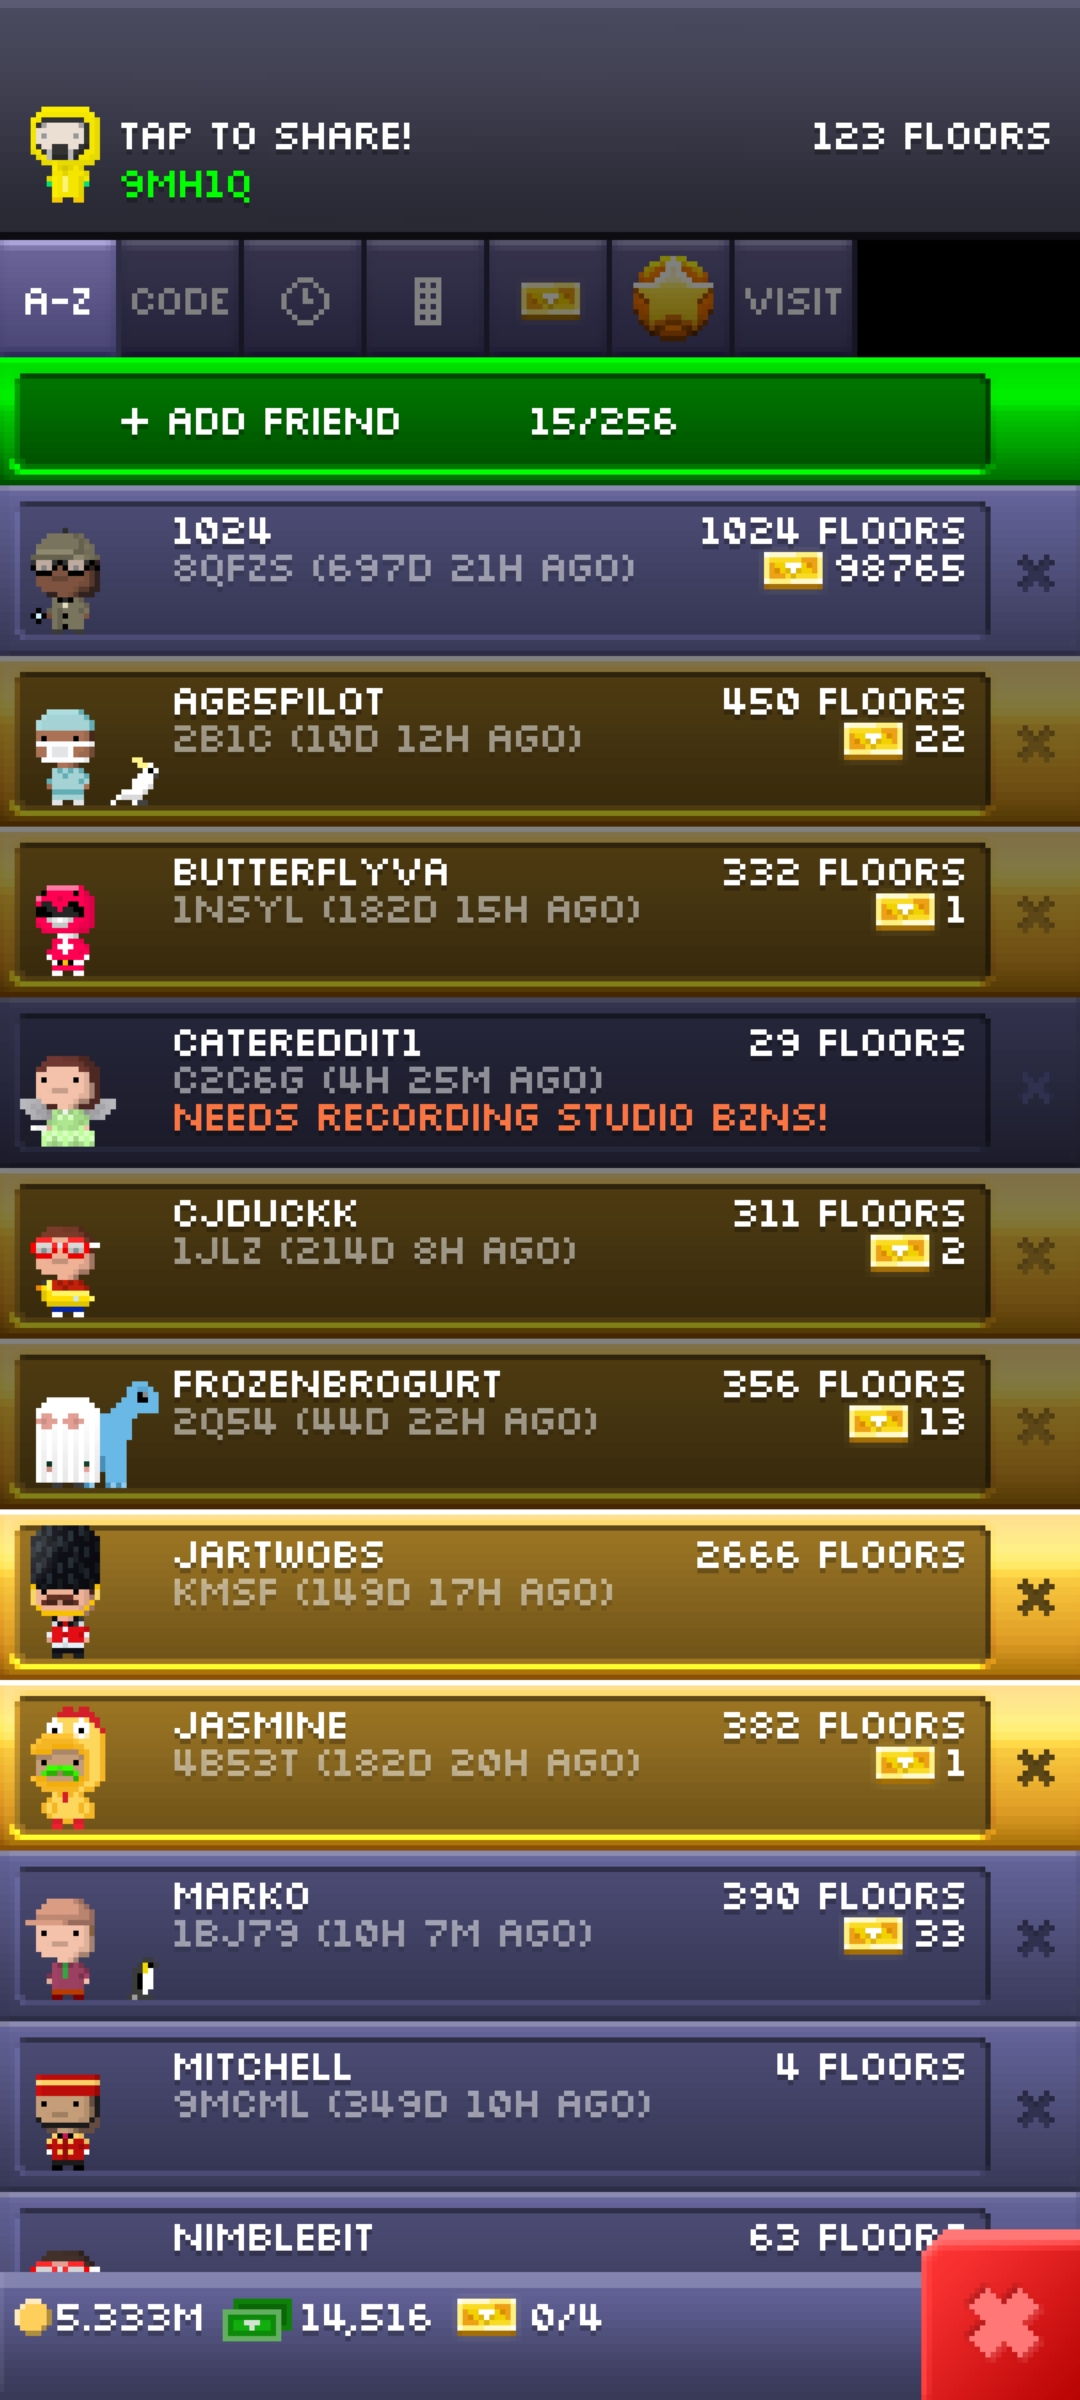 TAP TO SHARE!
123 FLOORS
9MH1Q
A-Z
CODE
VISIT
+ ADD FRIEND 15/256
1024
1024 FLOORS
8QFZS (697D 21H AGO)
98765
AGB5PILOT
450 FLOORS
2B1C (10D 12H AGO)
22
BUTTERFLYVA
332 FLOORS
1NSYL (182D 15H AGO)
1
CATEREDDIT1
29 FLOORS
C2C6G (4H 25M AGO)
NEEDS RECORDING STUDIO BZNS!
CJDUCKK
311 FLOORS
1JLZ (214D 8H AGO)
2
FROZENBROGURT
356 FLOORS
2Q54 (44D 22H AGO)
13
JARTWOBS
2666 FLOORS
KMSF (149D 17H AGO)
JASMINE
382 FLOORS
4B53T (182D 20H AGO)
1
MARKO
390 FLOORS
1BJ79 (10H 7M AGO)
33
MITCHELL
4 FLOORS
9MCML (349D 10H AGO)
NIMBLEBIT
63 FLOORS
5.333M
14,516
0/4